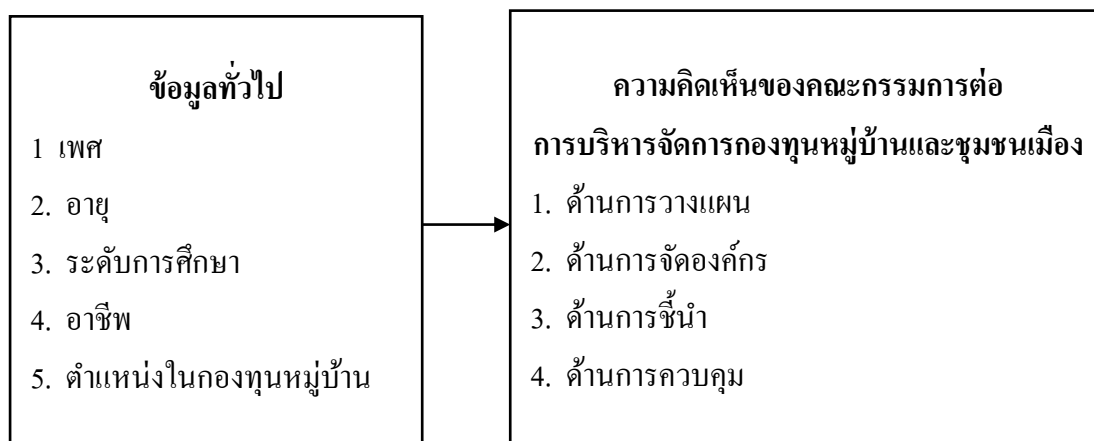 ข้อมูลทั่วไป
1 เพศ
2. อายุ
3. ระดับการศึกษา
4. อาชีพ
5. ตำแหน่งในกองทุนหมู่บ้าน
ความคิดเห็นของคณะกรรมการต่อ
การบริหารจัดการกองทุนหมู่บ้านและชุมชนเมือง
1. ด้านการวางแผน
2. ด้านการจัดองค์กร
3. ด้านการชี้นำ
4. ด้านการควบคุม